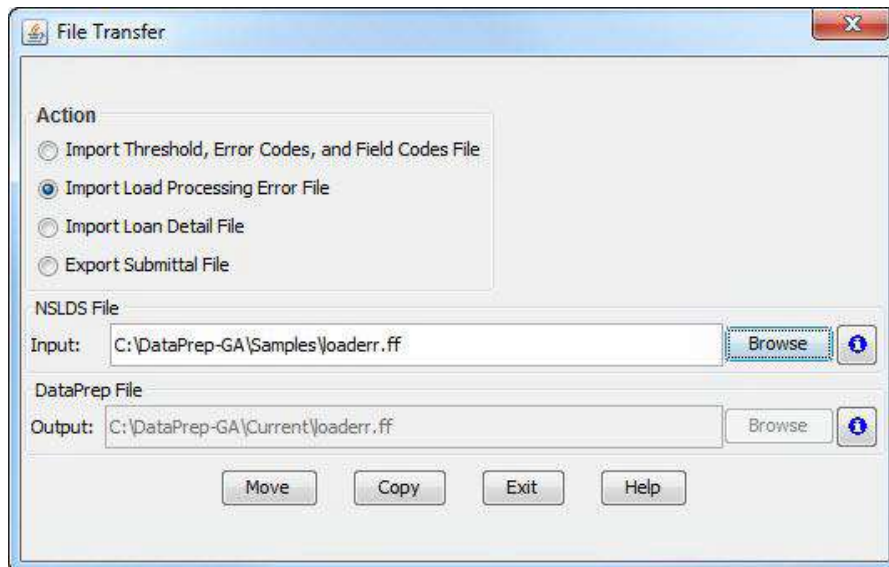 File Transfer
Action
Import Threshold, Error Codes, and Field Codes File
Import Load Processing Error File
Import Loan Detail File
Export Submittal File
NSLDS File
Input: C:\DataPrep-GA\Samples\loaderr.ff Browse
DataPrep File
Output: C:\DataPrep-GA\Current\loaderr.ff Browse
Move Copy Exit Help